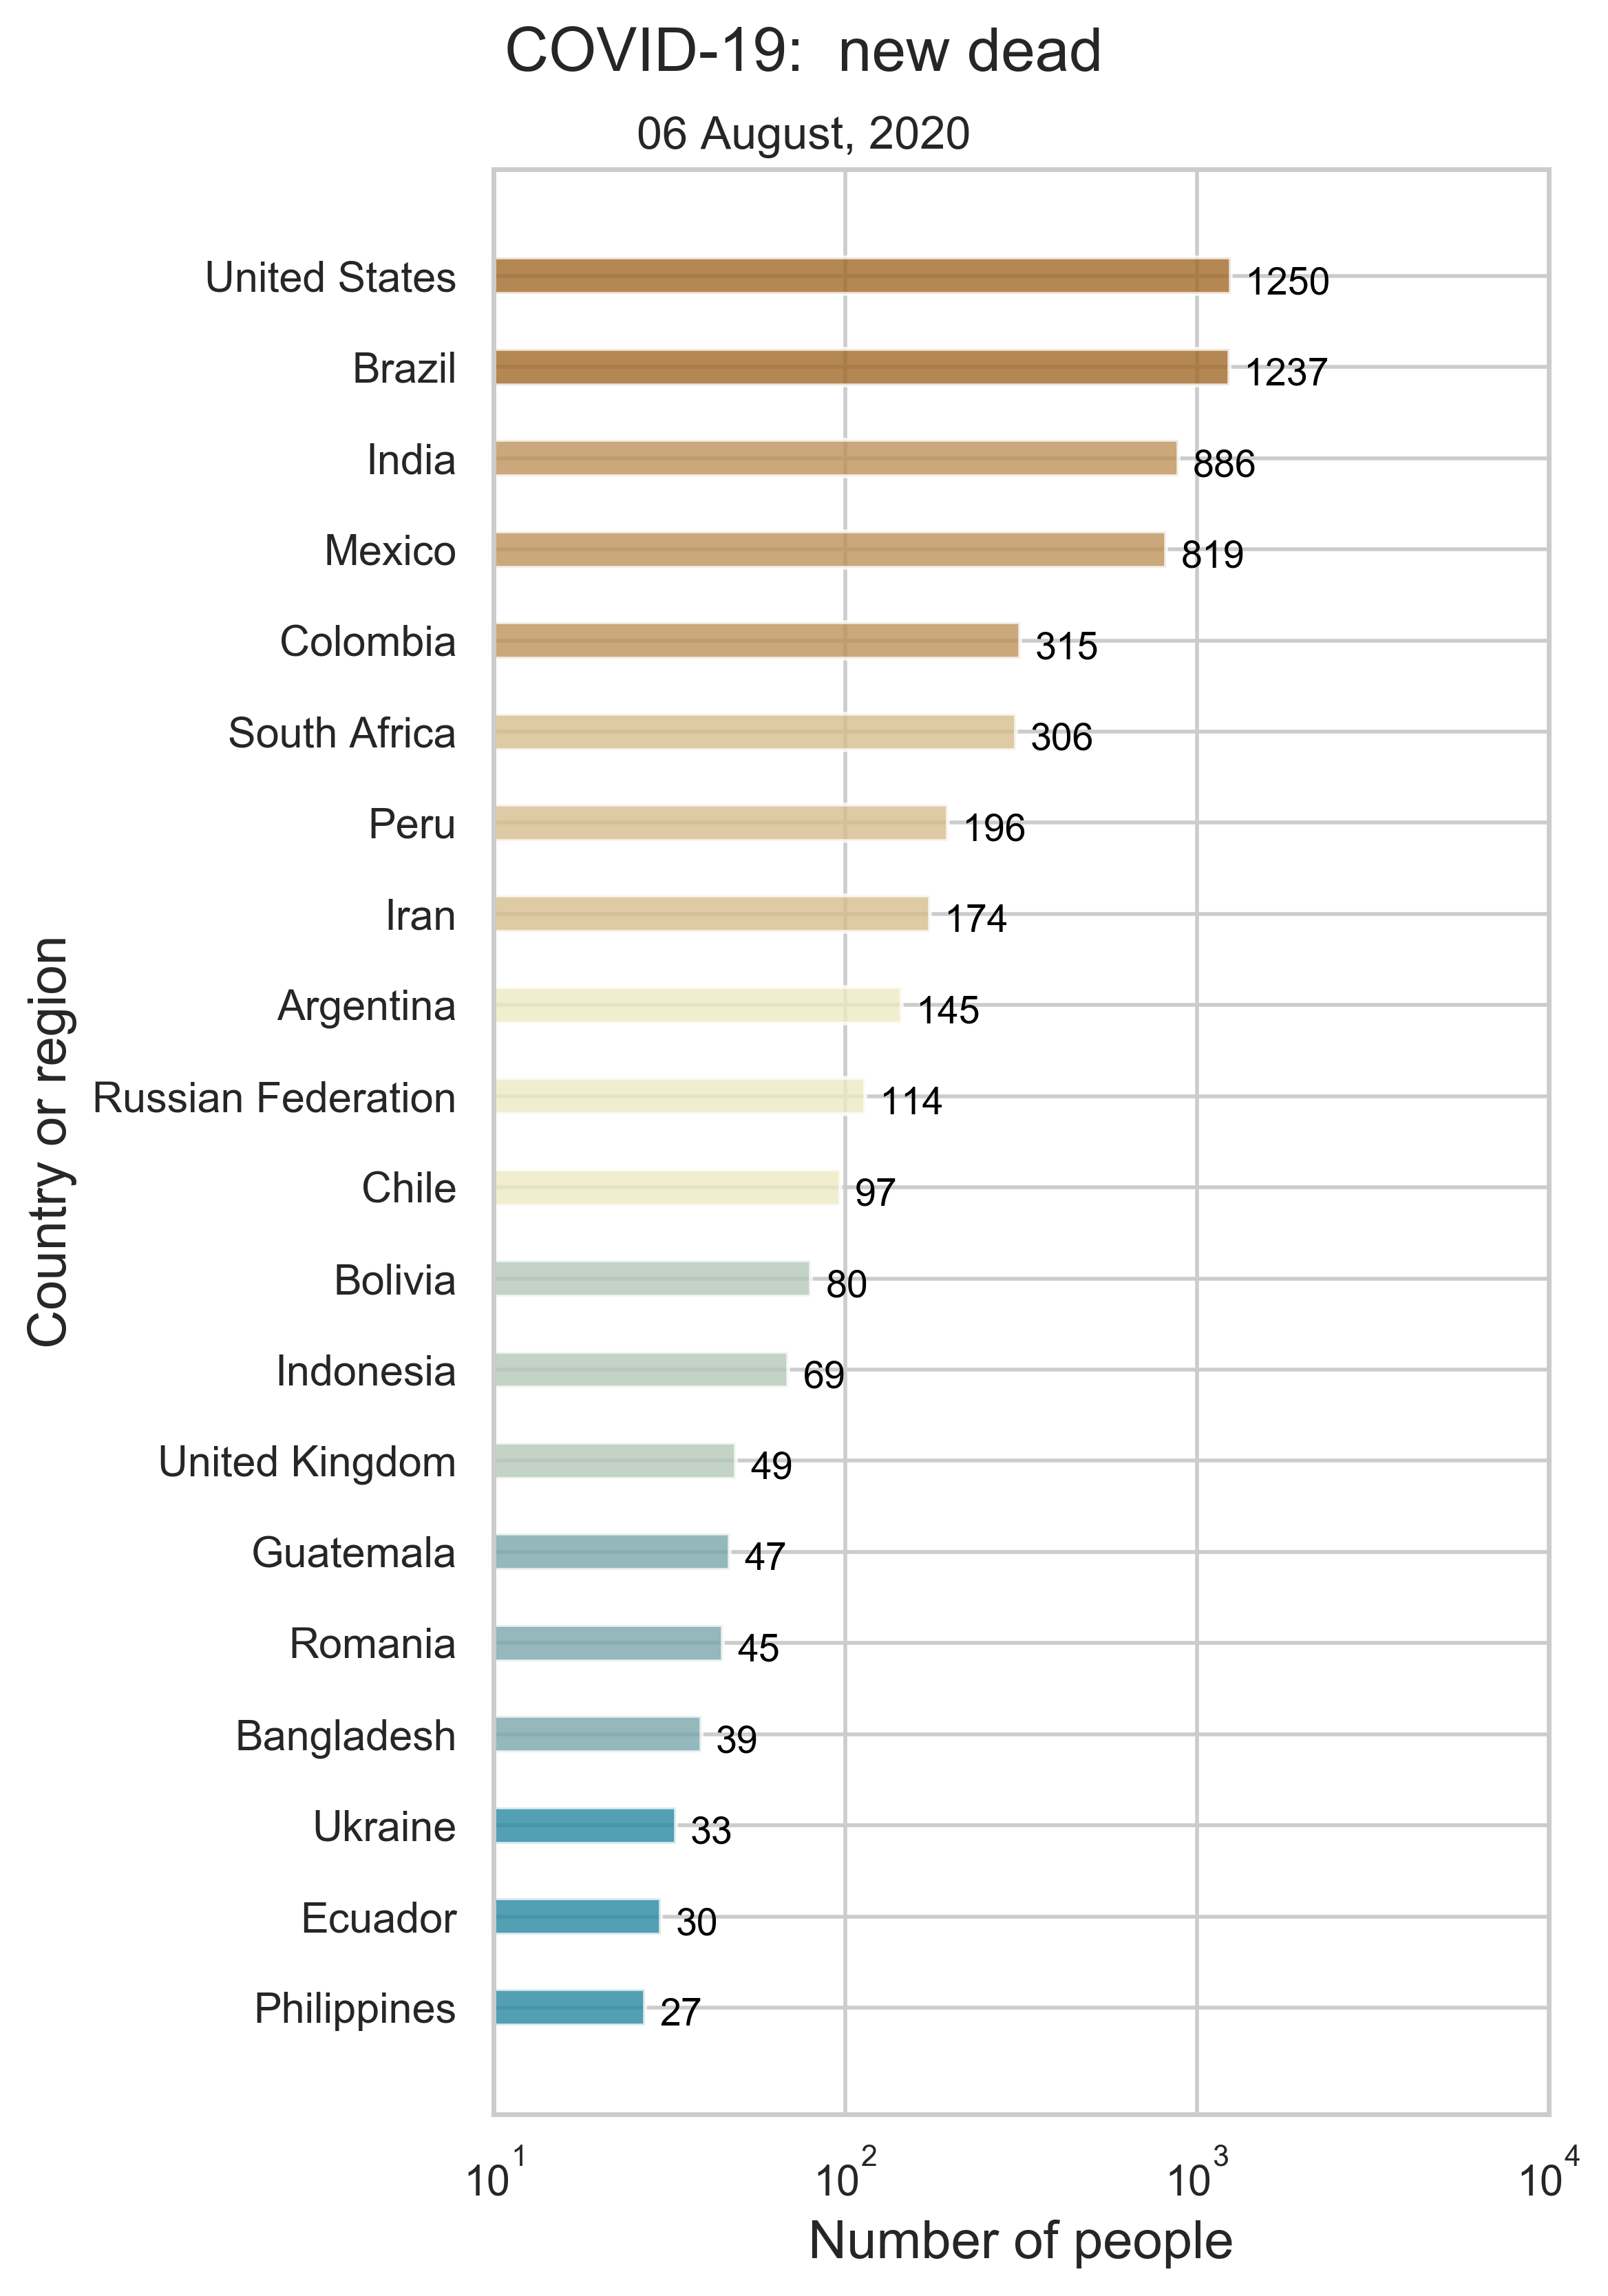 COVID-19:  new dead
06 August, 2020
United States 1250
Brazil 1237
India 886
Mexico 819
Colombia 315
South Africa 306
Peru 196
Iran 174
Argentina 145
Russian Federation 114
Chile 97
Bolivia 80
Indonesia 69
United Kingdom 49
Guatemala 47
Romania 45
Bangladesh 39
Ukraine 33
Ecuador 30
Philippines 27
Country or region
10¹ 10² 10³ 10⁴
Number of people